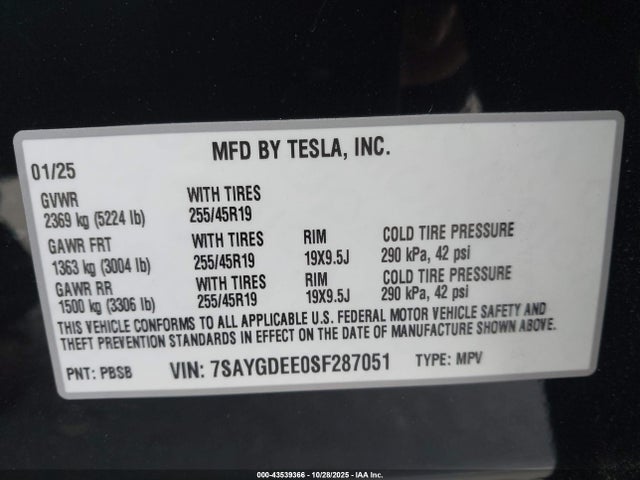 MFD BY TESLA, INC.
01/25
GVWR WITH TIRES
2369 kg (5224 lb) 255/45R19
GAWR FRT WITH TIRES RIM COLD TIRE PRESSURE
1363 kg (3004 lb) 255/45R19 19X9.5J 290 kPa, 42 psi
GAWR RR WITH TIRES RIM COLD TIRE PRESSURE
1500 kg (3306 lb) 255/45R19 19X9.5J 290 kPa, 42 psi
THIS VEHICLE CONFORMS TO ALL APPLICABLE U.S. FEDERAL MOTOR VEHICLE SAFETY AND
THEFT PREVENTION STANDARDS IN EFFECT ON THE DATE OF MANUFACTURE SHOWN ABOVE.
PNT: PBSB VIN: 7SAYGDEE0SF287051 TYPE: MPV
000-43539366 - 10/28/2025 - IAA Inc.